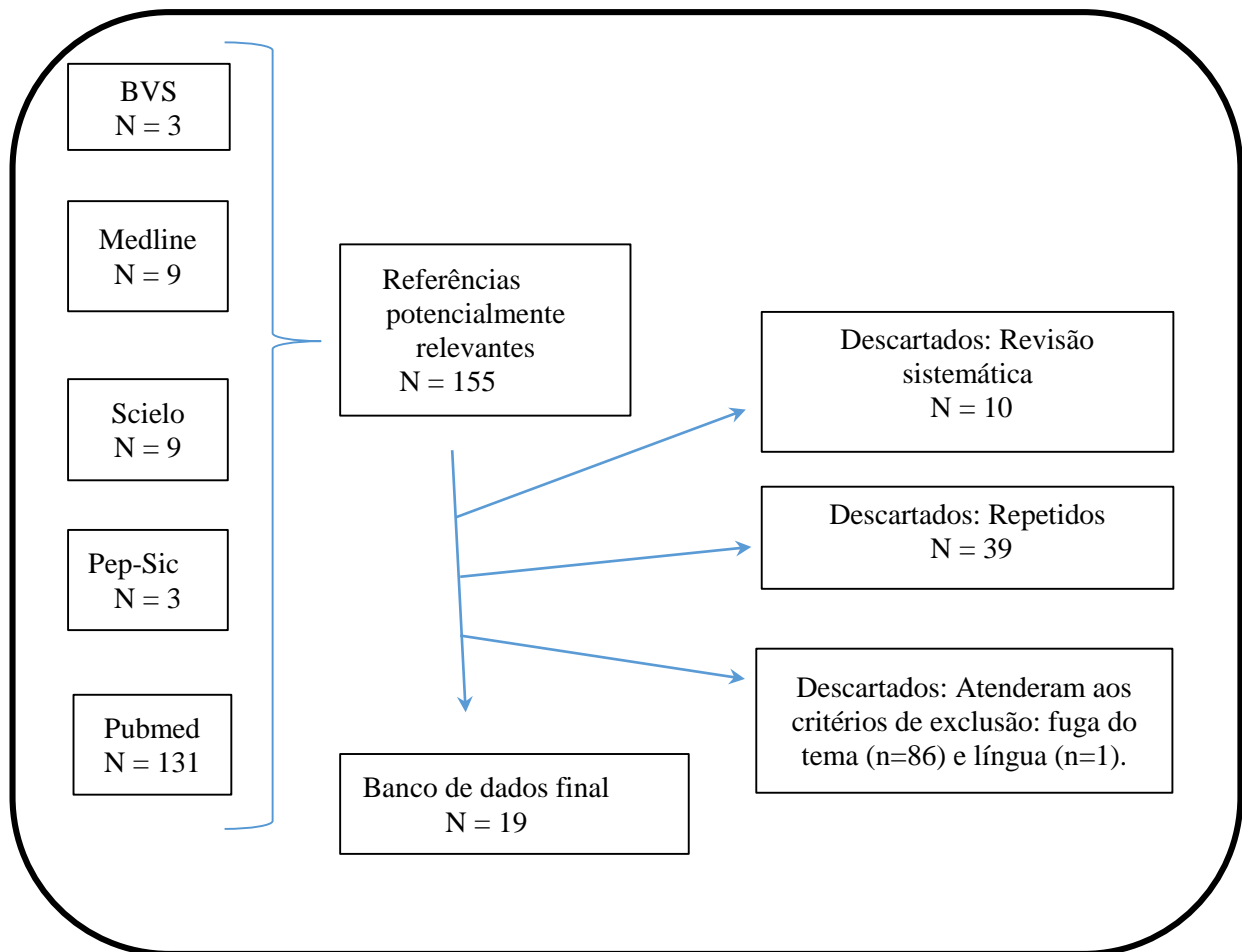 BVS
N = 3
Medline
N = 9
Scielo
N = 9
Pep-Sic
N = 3
Pubmed
N = 131
Referências
potencialmente
relevantes
N = 155
Descartados: Revisão
sistemática
N = 10
Descartados: Repetidos
N = 39
Descartados: Atenderam aos
critérios de exclusão: fuga do
tema (n=86) e língua (n=1).
Banco de dados final
N = 19